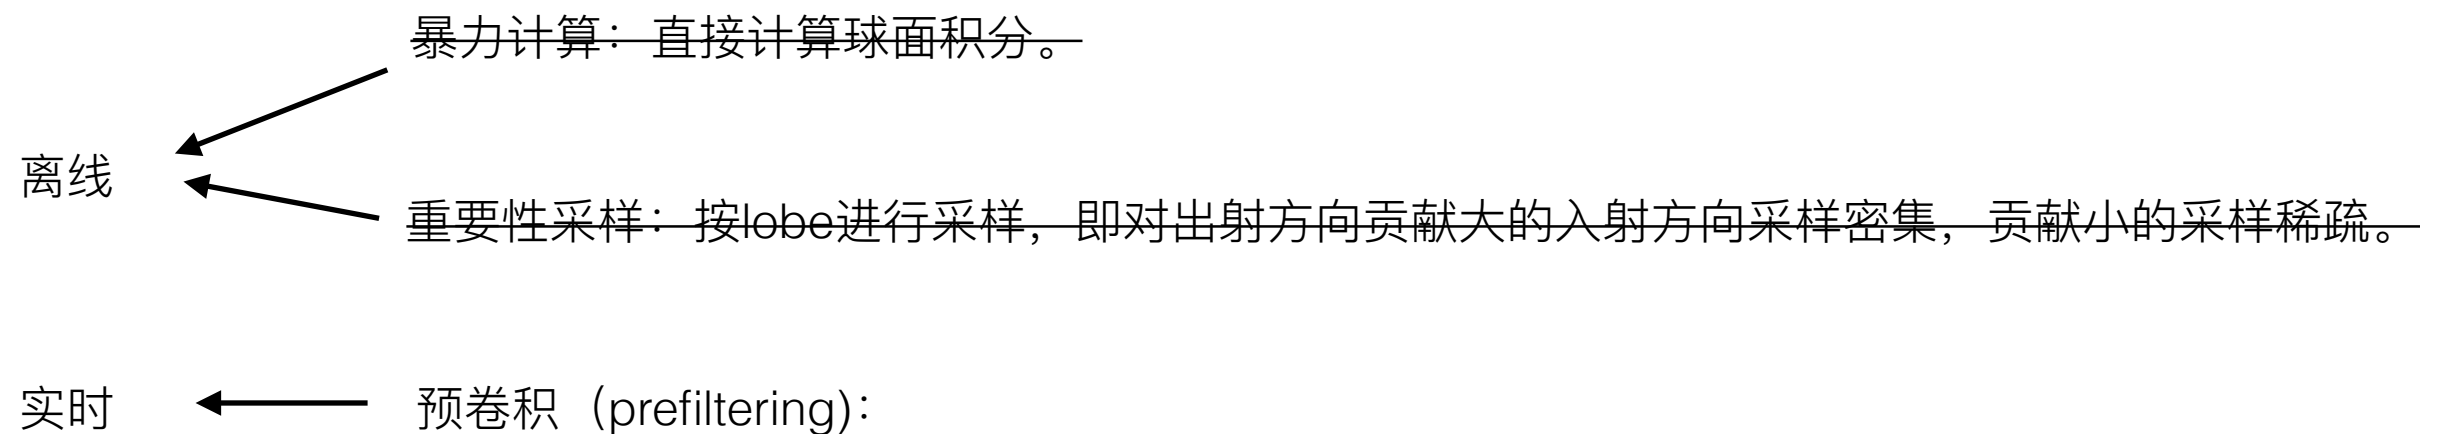 暴力计算：直接计算球面积分。
离线
重要性采样：按lobe进行采样，即对出射方向贡献大的入射方向采样密集，贡献小的采样稀疏。
实时
预卷积（prefiltering)：